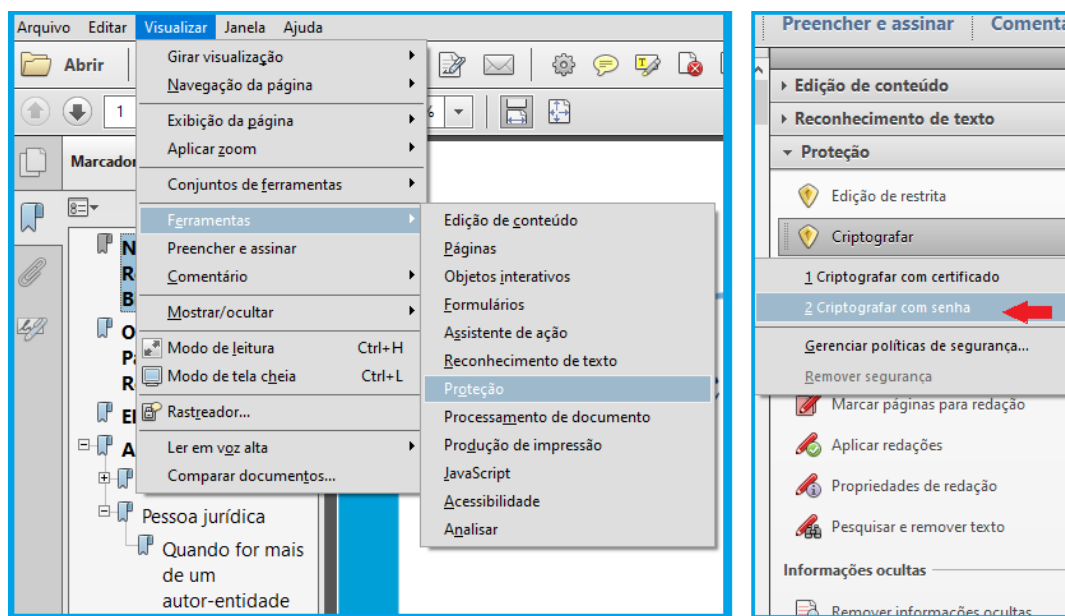 Arquivo Editar Visualizar Janela Ajuda
Abrir
1
Marcador
Girar visualização
Navegação da página
Exibição da página
Aplicar zoom
Conjuntos de ferramentas
Ferramentas
Preencher e assinar
Comentário
Mostrar/ocultar
Modo de leitura Ctrl+H
Modo de tela cheia Ctrl+L
Rastreador...
Ler em voz alta
Comparar documentos...
Pessoa jurídica
Quando for mais
de um
autor-entidade
Edição de conteúdo
Páginas
Objetos interativos
Formulários
Assistente de ação
Reconhecimento de texto
Proteção
Processamento de documento
Produção de impressão
JavaScript
Acessibilidade
Analisar
Preencher e assinar Comenta
Edição de conteúdo
Reconhecimento de texto
Proteção
Edição de restrita
Criptografar
1 Criptografar com certificado
2 Criptografar com senha
Gerenciar políticas de segurança...
Remover segurança
Marcar páginas para redação
Aplicar redações
Propriedades de redação
Pesquisar e remover texto
Informações ocultas
Remover informações ocultas